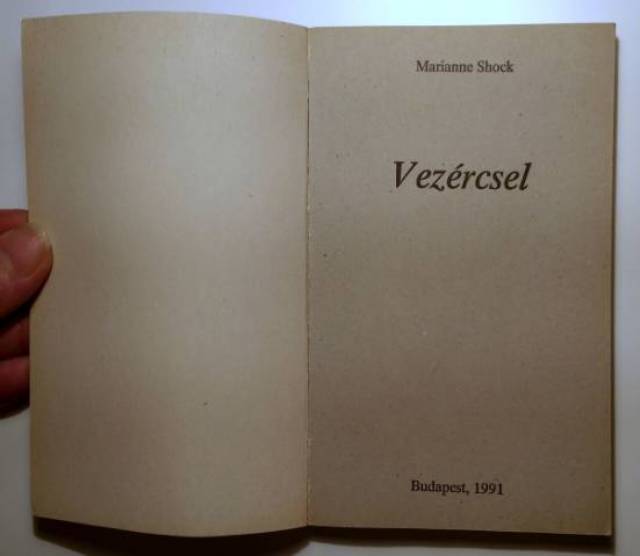 Marianne Shock
Vezércsel
Budapest, 1991